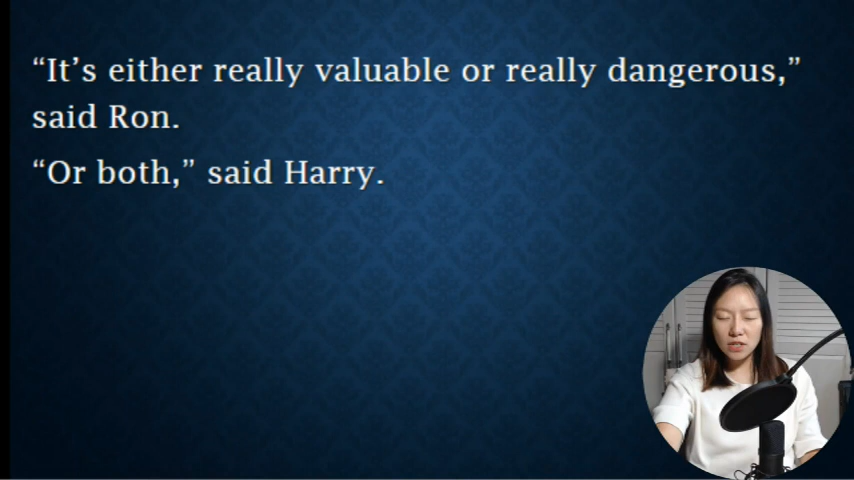 “It’s either really valuable or really dangerous,”
said Ron.
“Or both,” said Harry.